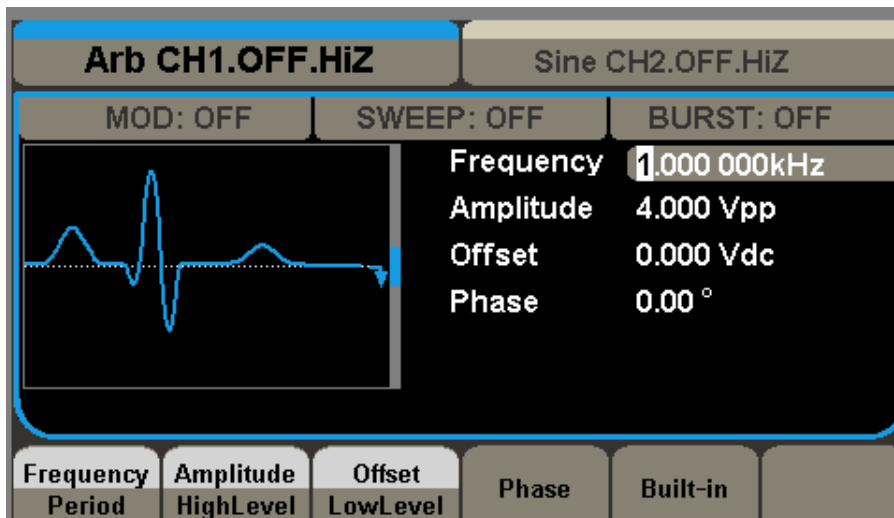 Arb CH1.OFF.HiZ
Sine CH2.OFF.HiZ
MOD: OFF
SWEEP: OFF
BURST: OFF
Frequency 1.000 000kHz
Amplitude 4.000 Vpp
Offset 0.000 Vdc
Phase 0.00 °
Frequency
Period
Amplitude
HighLevel
Offset
LowLevel
Phase
Built-in